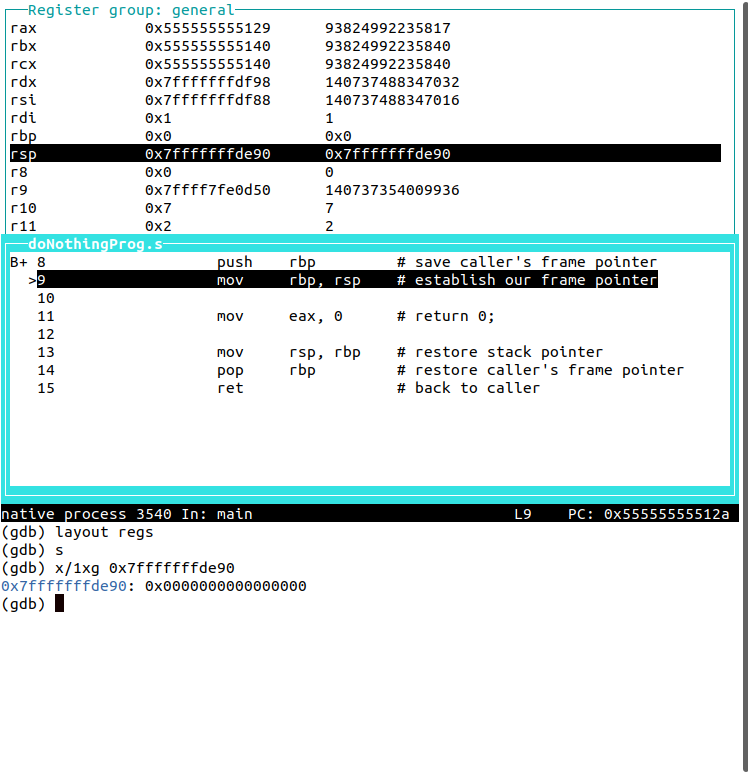 Register group: general
rax 0x555555555129 93824992235817
rbx 0x555555555140 93824992235840
rcx 0x555555555140 93824992235840
rdx 0x7fffffffdf98 140737488347032
rsi 0x7fffffffdf88 140737488347016
rdi 0x1 1
rbp 0x0 0x0
rsp 0x7fffffffde90 0x7fffffffde90
r8 0x0 0
r9 0x7ffff7fe0d50 140737354009936
r10 0x7 7
r11 0x2 2
doNothingProg.s
B+ 8 push rbp # save caller's frame pointer
>9 mov rbp, rsp # establish our frame pointer
10
11 mov eax, 0 # return 0;
12
13 mov rsp, rbp # restore stack pointer
14 pop rbp # restore caller's frame pointer
15 ret # back to caller
native process 3540 In: main L9 PC: 0x55555555512a
(gdb) layout regs
(gdb) s
(gdb) x/1xg 0x7fffffffde90
0x7fffffffde90: 0x0000000000000000
(gdb)